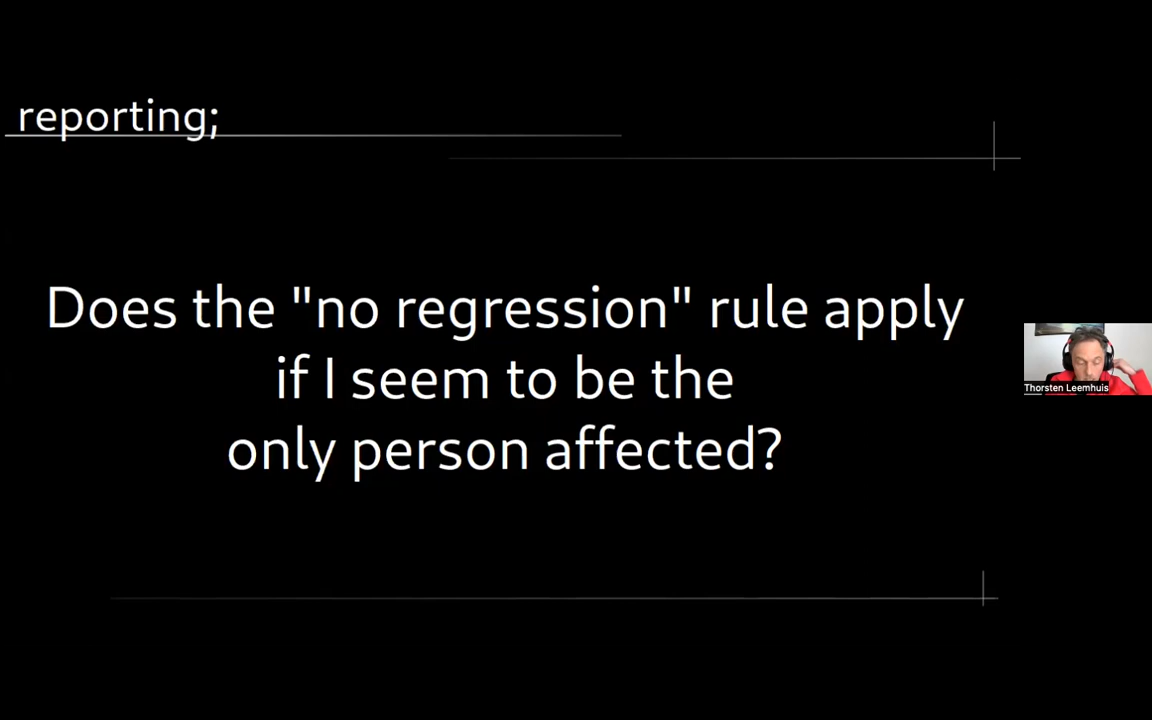 reporting;
Does the "no regression" rule apply
if I seem to be the
only person affected?
Thorsten Leemhuis